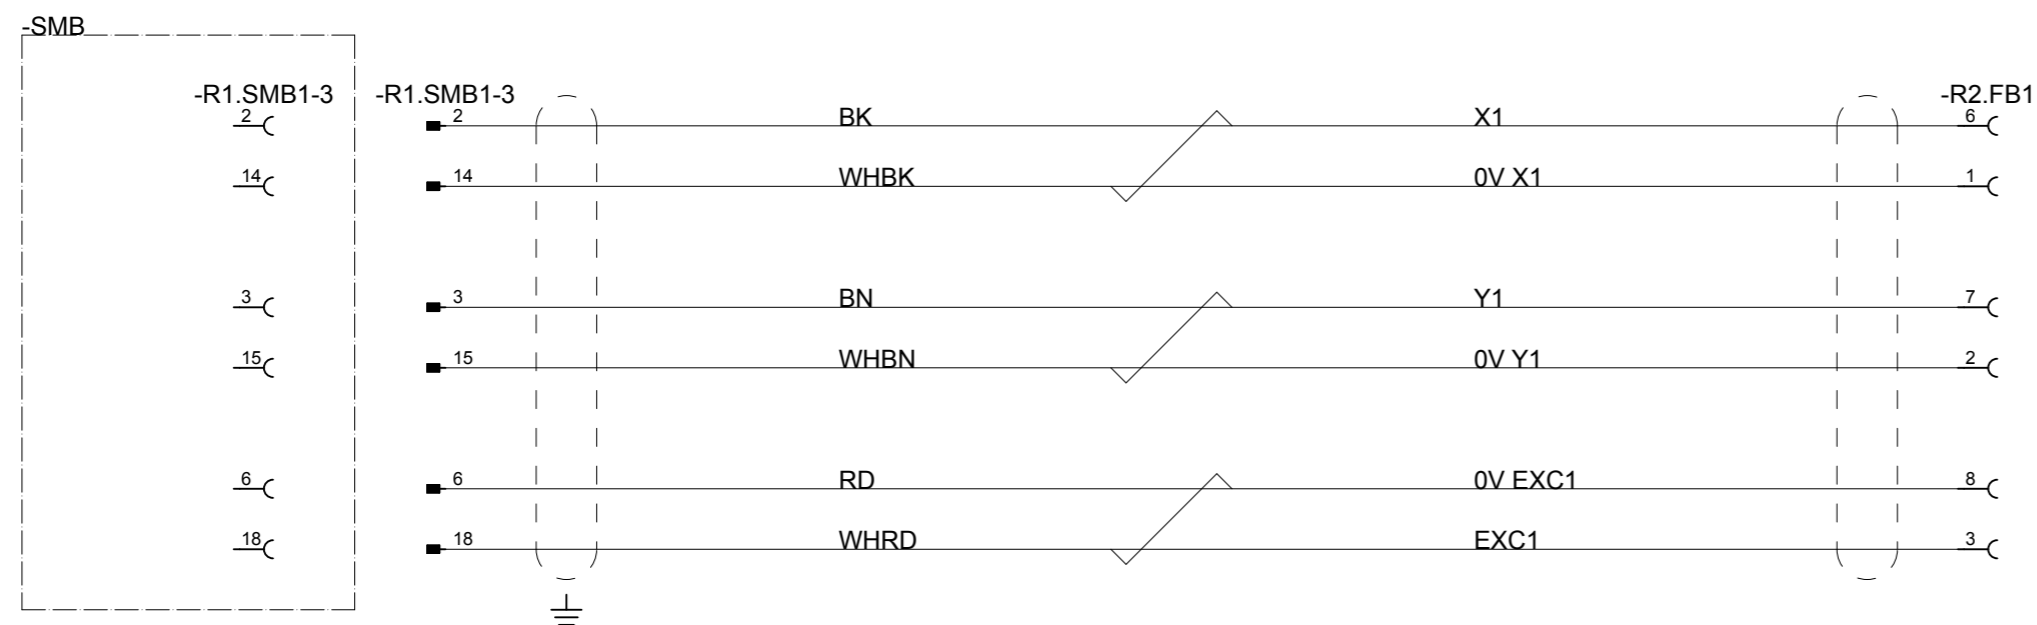 -SMB
-R1.SMB1-3 -R1.SMB1-3 -R2.FB1
2 2 BK X1 6
14 14 WHBK 0V X1 1
3 3 BN Y1 7
15 15 WHBN 0V Y1 2
6 6 RD 0V EXC1 8
18 18 WHRD EXC1 3